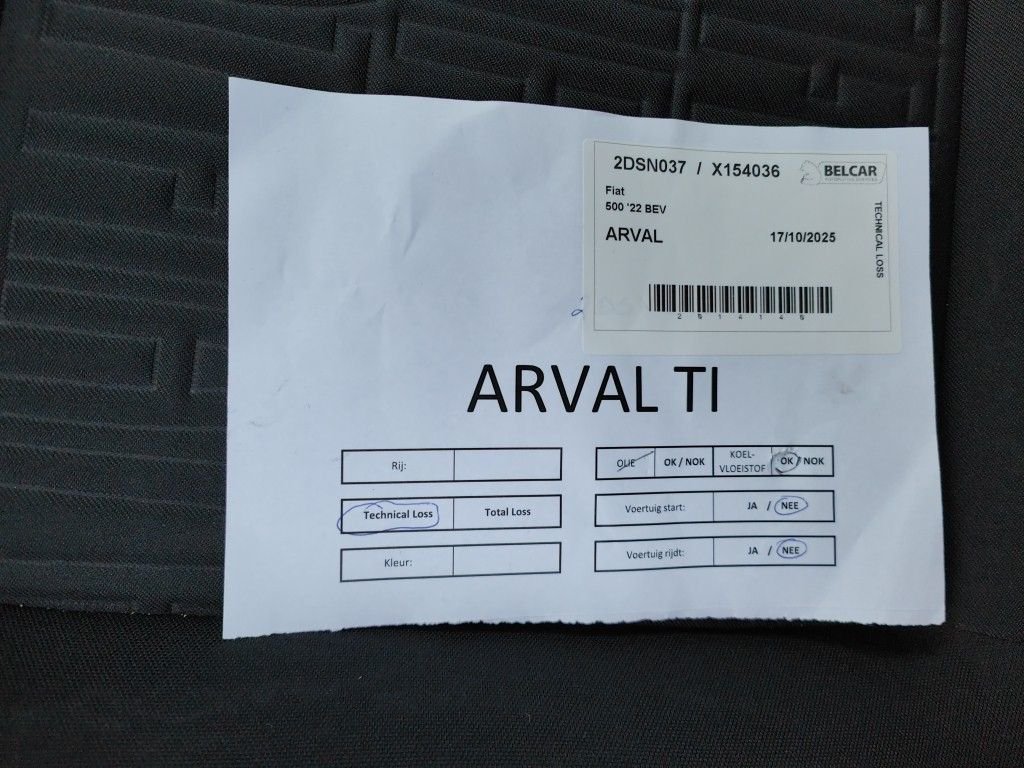 2DSN037 / X154036
BELCAR
Fiat
500 '22 BEV
TECHNICAL LOSS
ARVAL
17/10/2025
2014140
ARVAL TI
Rij:
OLIE OK / NOK KOEL-VLOEISTOF OK / NOK
Technical Loss Total Loss
Voertuig start: JA / NEE
Kleur:
Voertuig rijdt: JA / NEE